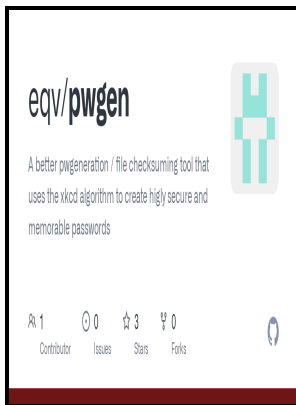 eqv/pwgen
A better pwgeneration / file checksuming tool that
uses the xkcd algorithm to create higly secure and
memorable passwords
1 0 3 0
Contributor Issues Stars Forks